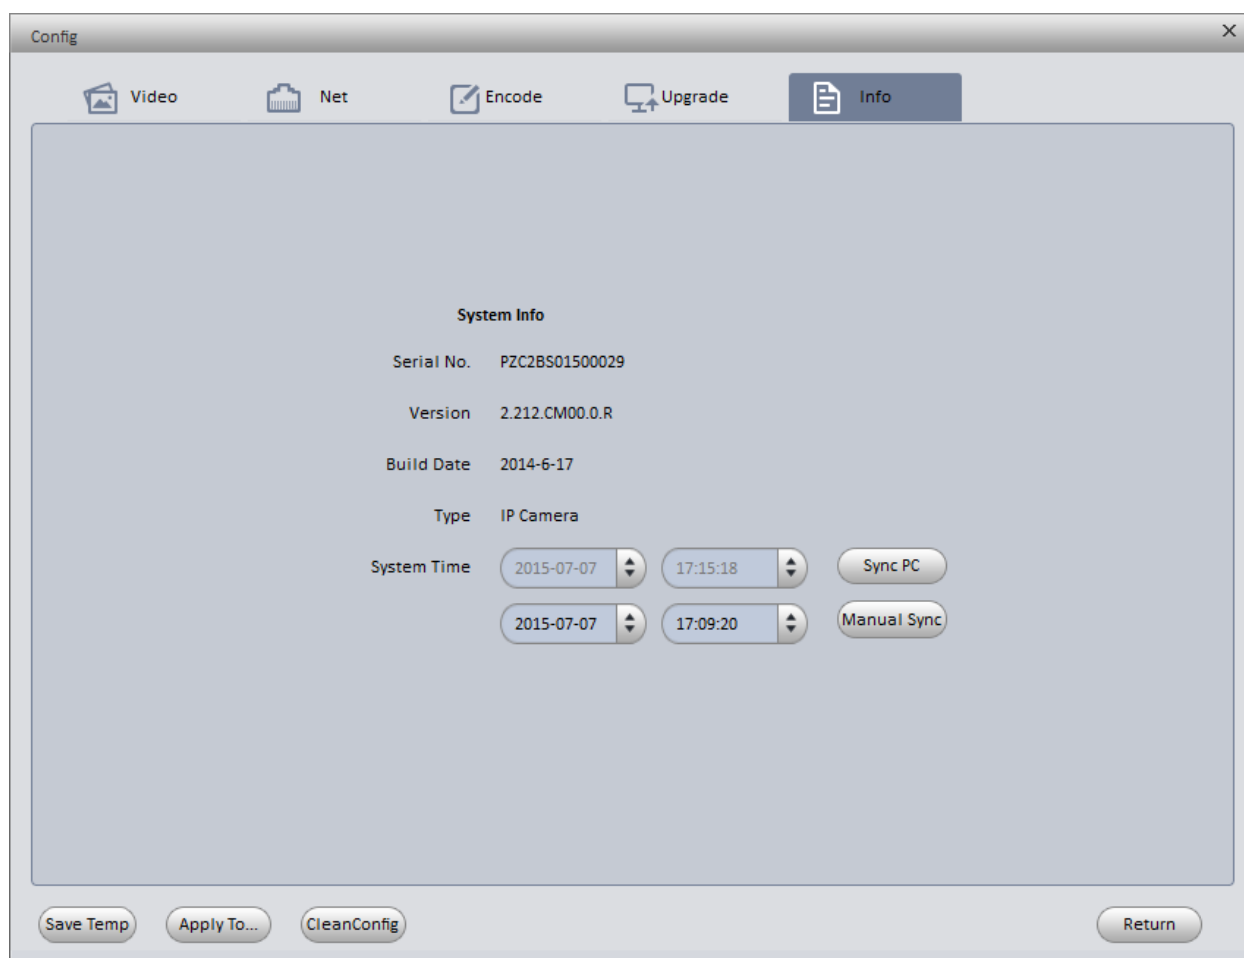 Config
Video Net Encode Upgrade Info
System Info
Serial No. PZC2BS01500029
Version 2.212.CM00.0.R
Build Date 2014-6-17
Type IP Camera
System Time 2015-07-07 17:15:18 Sync PC
2015-07-07 17:09:20 Manual Sync
Save Temp Apply To... CleanConfig Return